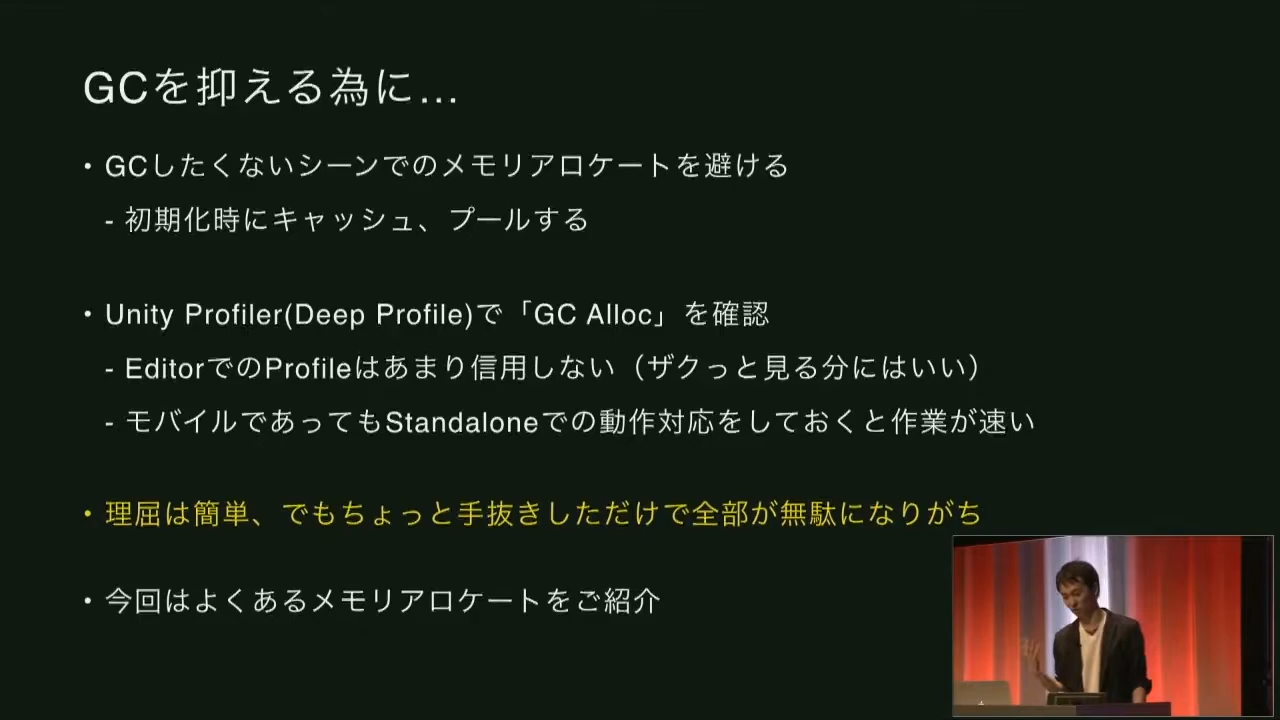 GCを抑える為に...
・GCしたくないシーンでのメモリアロケートを避ける
- 初期化時にキャッシュ、プールする
・Unity Profiler(Deep Profile)で「GC Alloc」を確認
- EditorでのProfileはあまり信用しない（ザクっと見る分にはいい）
- モバイルであってもStandaloneでの動作対応をしておくと作業が速い
・理屈は簡単、でもちょっと手抜きしただけで全部が無駄になりがち
・今回はよくあるメモリアロケートをご紹介